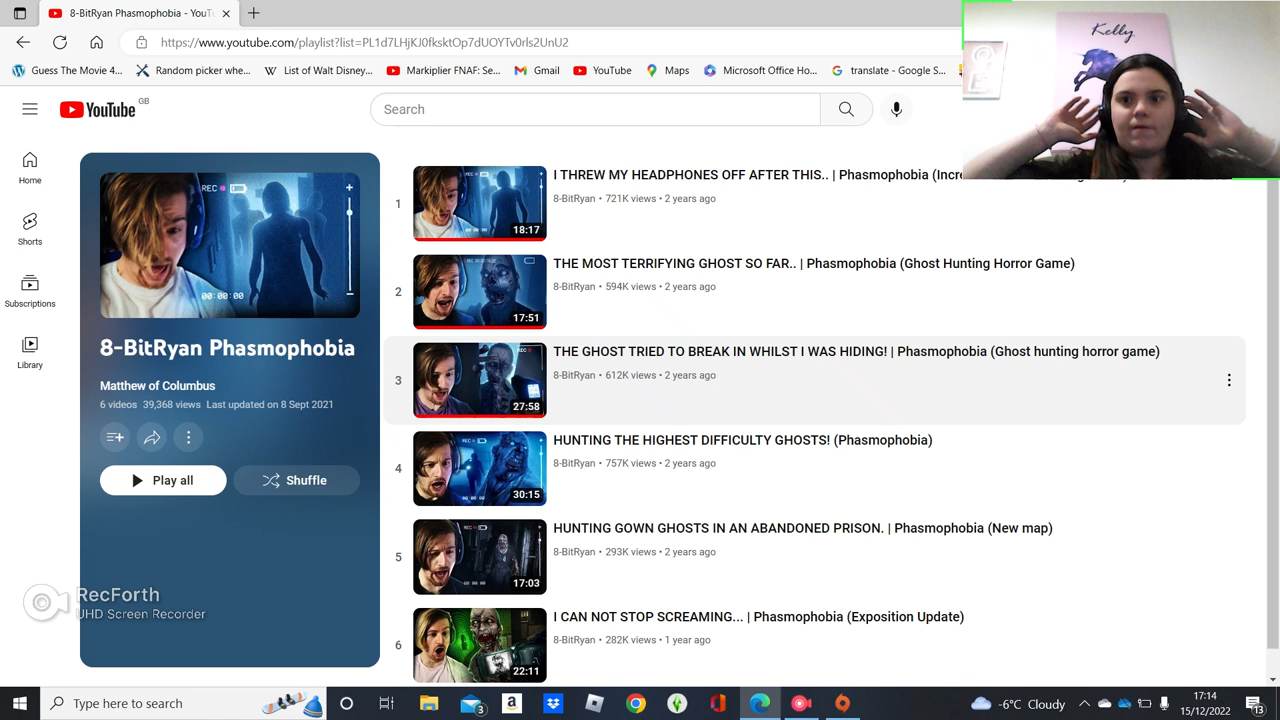 8-BitRyan Phasmophobia - YouT
https://www.youtube.com/playlist?list=PL1d7LHjKJ0fksktOp7dUOYTv0rls2UnU2
Guess The Movie 4... Random picker whe... List of Walt Disney... Markiplier FNAF: Se... Gmail YouTube Maps Microsoft Office Ho... translate - Google S...
Kelly
YouTube GB
Search
Home
Shorts
Subscriptions
Library
REC
00:00:00
8-BitRyan Phasmophobia
Matthew of Columbus
6 videos 39,368 views Last updated on 8 Sept 2021
Play all
Shuffle
1
18:17
I THREW MY HEADPHONES OFF AFTER THIS.. | Phasmophobia (Incre
8-BitRyan • 721K views • 2 years ago
2
17:51
THE MOST TERRIFYING GHOST SO FAR.. | Phasmophobia (Ghost Hunting Horror Game)
8-BitRyan • 594K views • 2 years ago
3
27:58
THE GHOST TRIED TO BREAK IN WHILST I WAS HIDING! | Phasmophobia (Ghost hunting horror game)
8-BitRyan • 612K views • 2 years ago
4
30:15
HUNTING THE HIGHEST DIFFICULTY GHOSTS! (Phasmophobia)
8-BitRyan • 757K views • 2 years ago
5
17:03
HUNTING GOWN GHOSTS IN AN ABANDONED PRISON. | Phasmophobia (New map)
8-BitRyan • 293K views • 2 years ago
6
22:11
I CAN NOT STOP SCREAMING... | Phasmophobia (Exposition Update)
8-BitRyan • 282K views • 1 year ago
RecForth
UHD Screen Recorder
Type here to search
3
-6°C Cloudy
17:14
15/12/2022
13